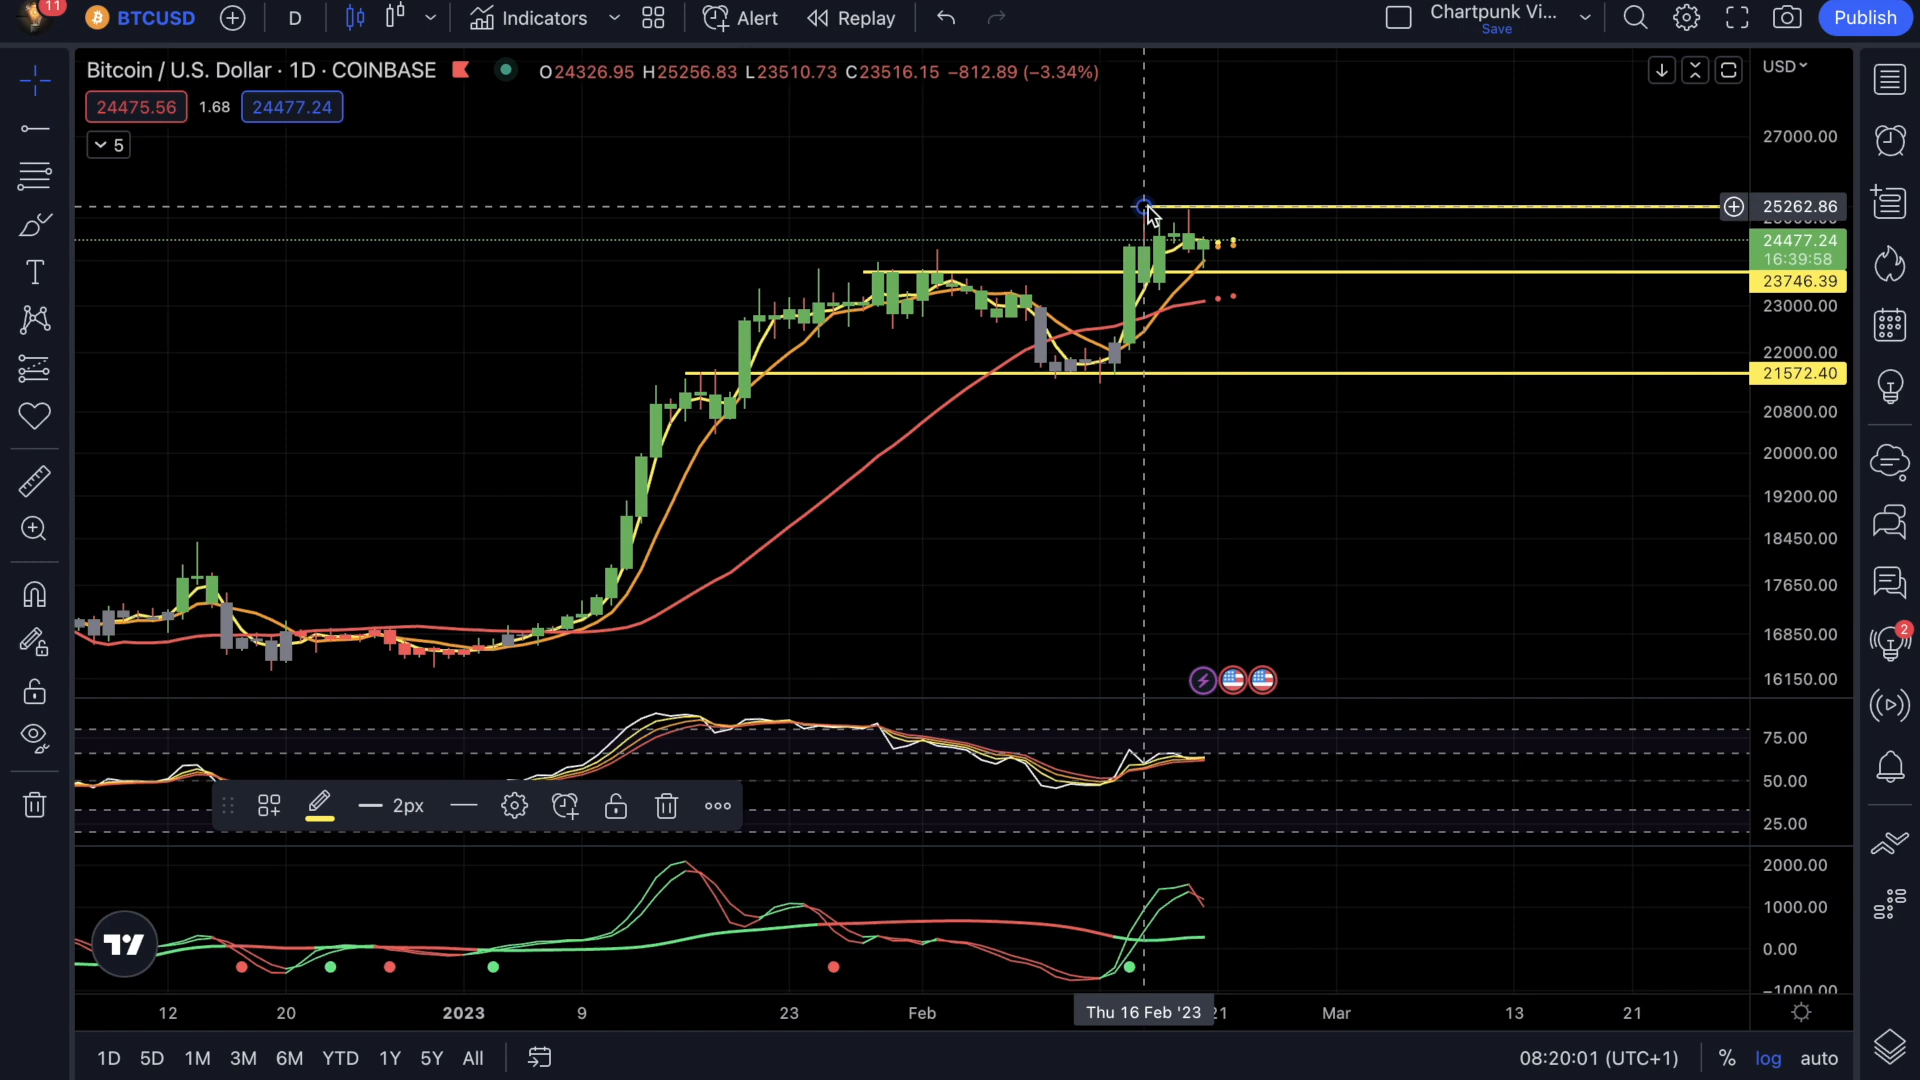 11
BTCUSD
D
Indicators
Alert
Replay
Chartpunk Vi...
Save
Publish
Bitcoin / U.S. Dollar · 1D · COINBASE
O24326.95 H25256.83 L23510.73 C23516.15 −812.89 (−3.34%)
USD
24475.56
1.68
24477.24
5
27000.00
25262.86
24477.24
16:39:58
23746.39
23000.00
22000.00
21572.40
20800.00
20000.00
19200.00
18450.00
17650.00
2
16850.00
16150.00
75.00
50.00
2px
25.00
2000.00
1000.00
0.00
−1000.00
12
20
2023
9
23
Feb
Thu 16 Feb '23
21
Mar
13
21
1D
5D
1M
3M
6M
YTD
1Y
5Y
All
08:20:01 (UTC+1)
%
log
auto